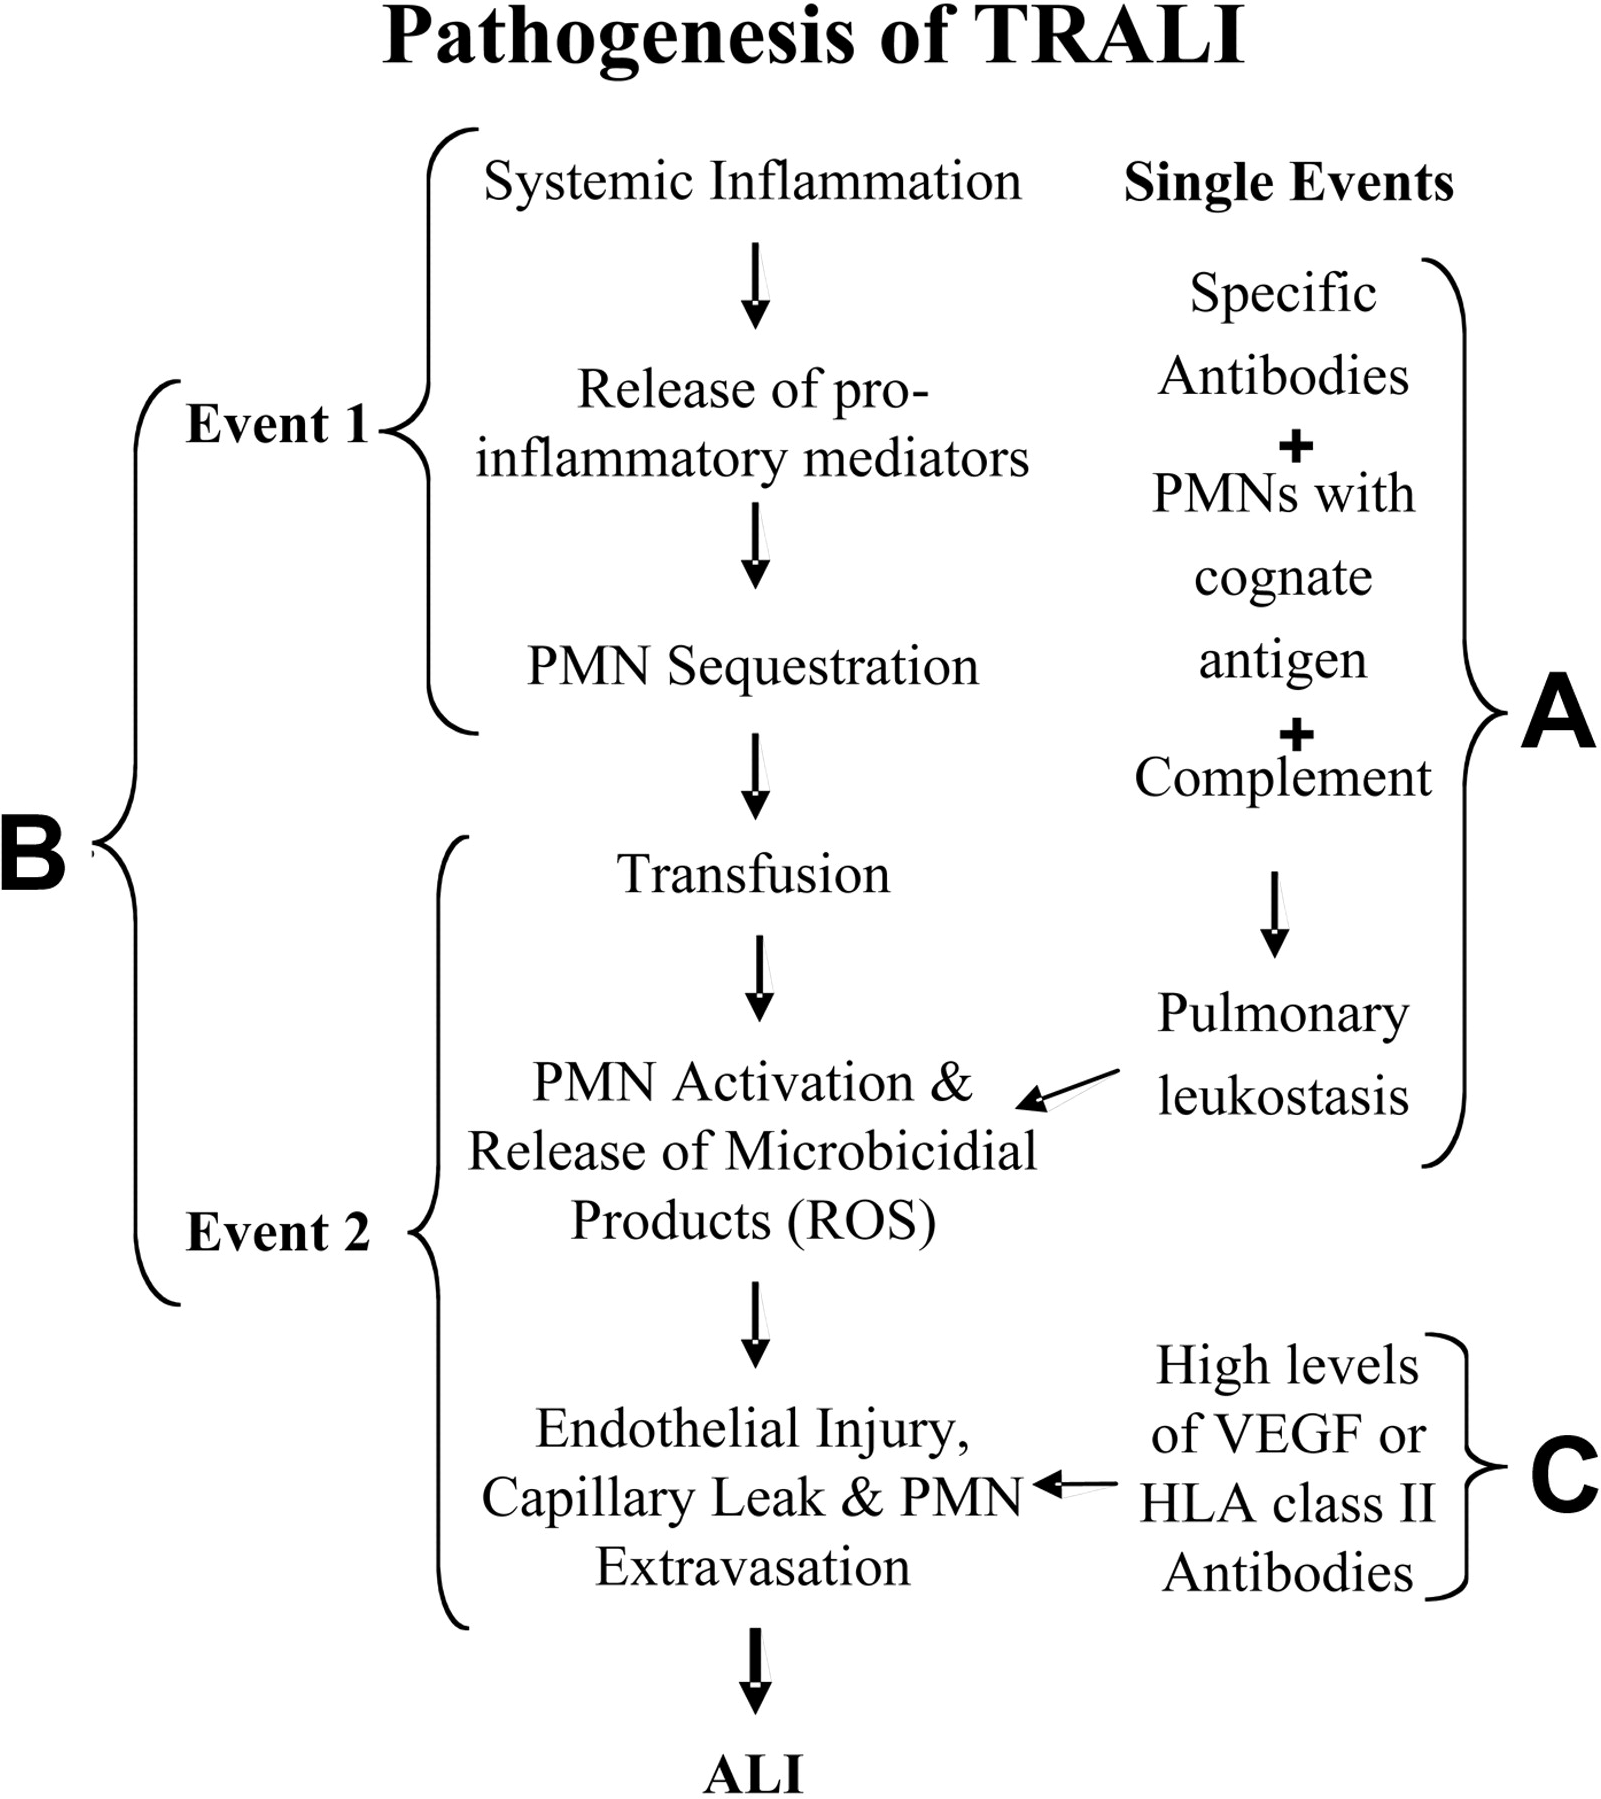 Pathogenesis of TRALI
B
Event 1
Event 2
Systemic Inflammation
Release of pro-
inflammatory mediators
PMN Sequestration
Transfusion
PMN Activation &
Release of Microbicidial
Products (ROS)
Endothelial Injury,
Capillary Leak & PMN
Extravasation
ALI
Single Events
Specific
Antibodies
+
PMNs with
cognate
antigen
+
Complement
Pulmonary
leukostasis
A
High levels
of VEGF or
HLA class II
Antibodies
C